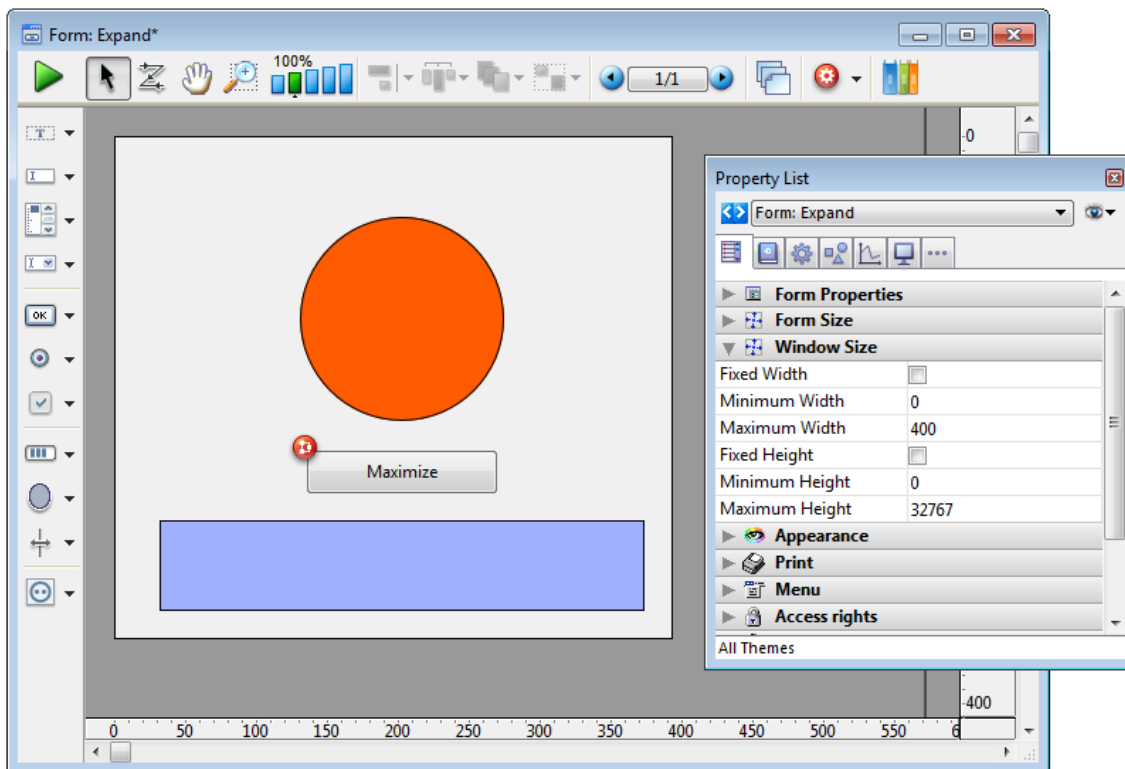 Form: Expand*
100%
1/1
T
I
I
OK
-0
Maximize
-400
0 50 100 150 200 250 300 350 400 450 500 550 6
Property List
Form: Expand
Form Properties
Form Size
Window Size
Fixed Width
Minimum Width 0
Maximum Width 400
Fixed Height
Minimum Height 0
Maximum Height 32767
Appearance
Print
Menu
Access rights
All Themes